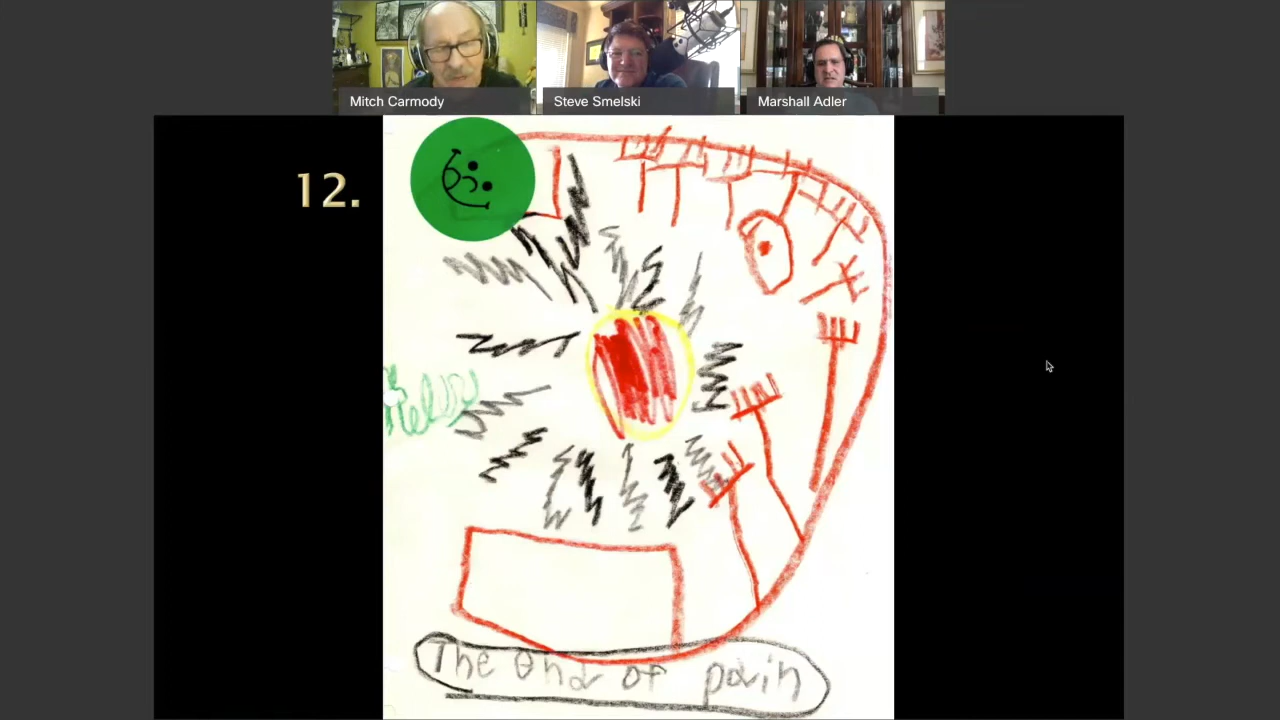 Mitch Carmody
Steve Smelski
Marshall Adler
12.
The end of pain